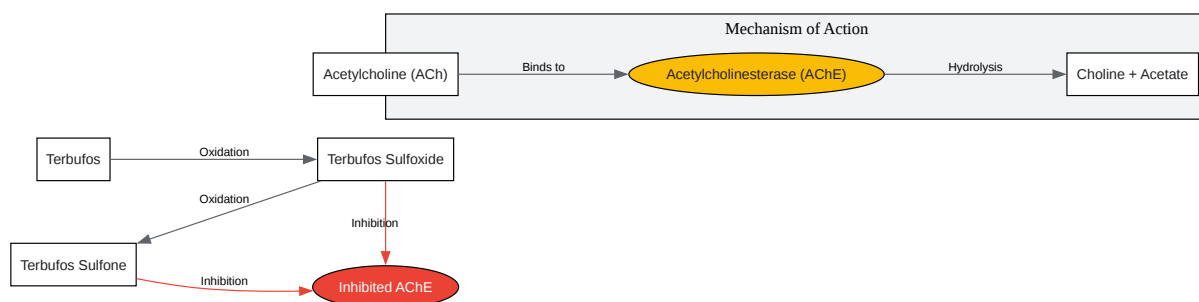 Mechanism of Action
Acetylcholine (ACh)
Binds to
Acetylcholinesterase (AChE)
Hydrolysis
Choline + Acetate
Terbufos
Oxidation
Terbufos Sulfoxide
Oxidation
Inhibition
Terbufos Sulfone
Inhibition
Inhibited AChE